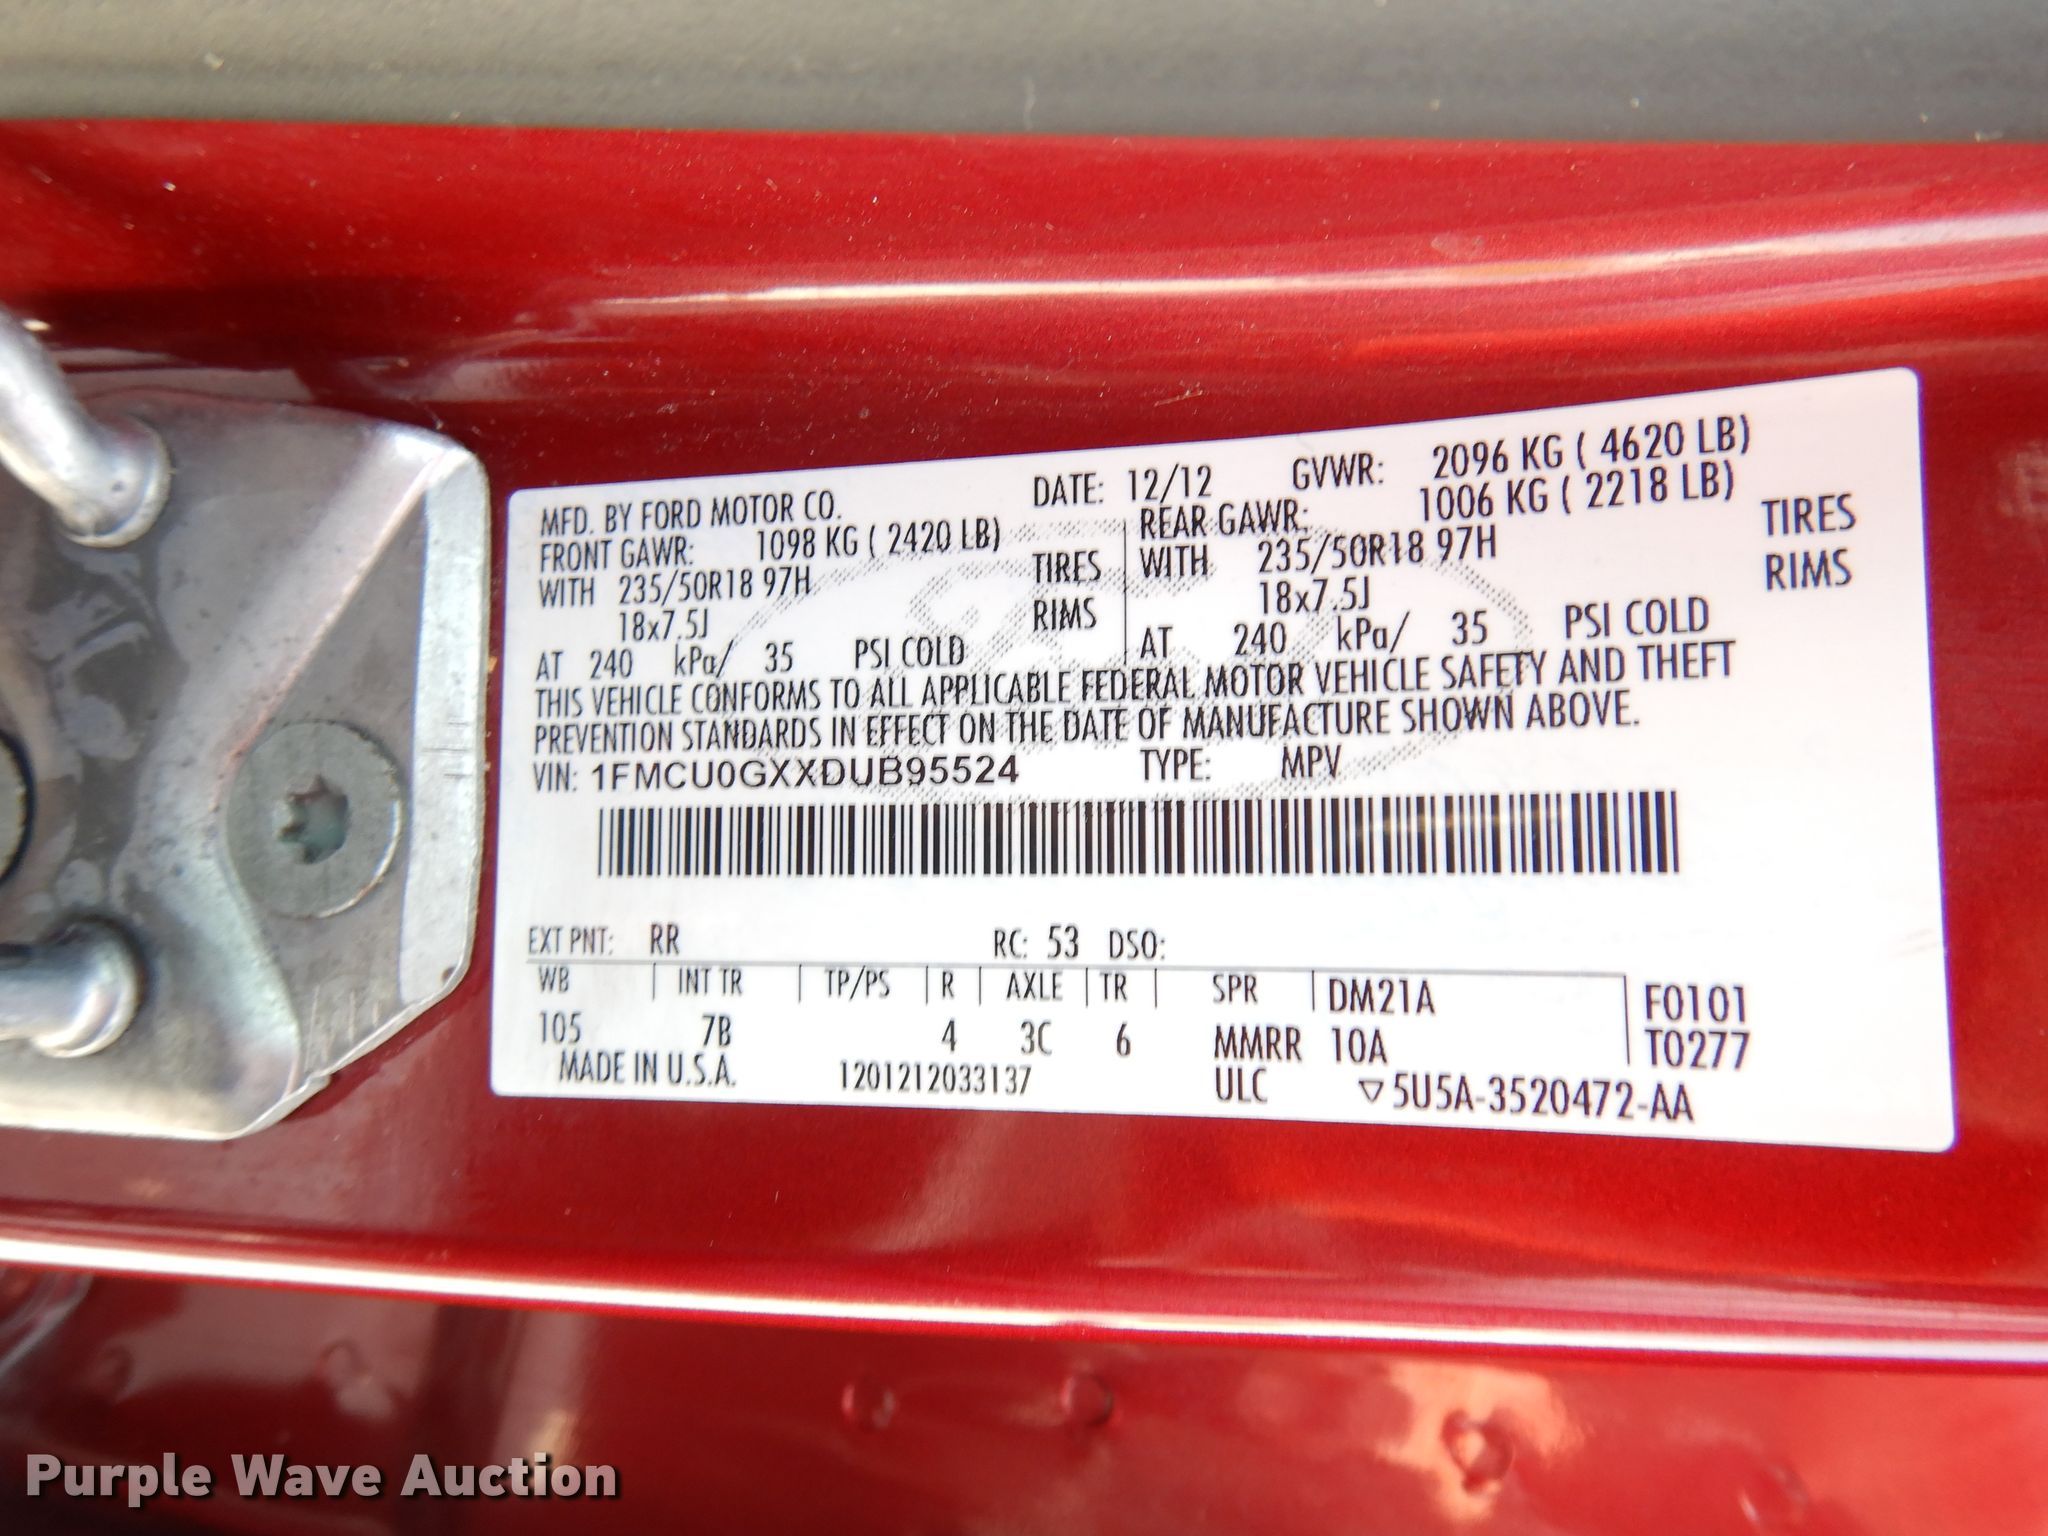 MFD. BY FORD MOTOR CO. DATE: 12/12 GVWR: 2096 KG ( 4620 LB)
FRONT GAWR: 1098 KG ( 2420 LB) REAR GAWR: 1006 KG ( 2218 LB)
WITH 235/50R18 97H TIRES WITH 235/50R18 97H TIRES
18x7.5J RIMS 18x7.5J RIMS
AT 240 kPa/ 35 PSI COLD AT 240 kPa/ 35 PSI COLD
THIS VEHICLE CONFORMS TO ALL APPLICABLE FEDERAL MOTOR VEHICLE SAFETY AND THEFT
PREVENTION STANDARDS IN EFFECT ON THE DATE OF MANUFACTURE SHOWN ABOVE.
VIN: 1FMCU0GXXDUB95524 TYPE: MPV
EXT PNT: RR RC: 53 DSO:
WB INT TR TP/PS R AXLE TR SPR DM21A F0101
105 7B 4 3C 6 MMRR 10A T0277
MADE IN U.S.A. 1201212033137 ULC ▽5U5A-3520472-AA
Purple Wave Auction